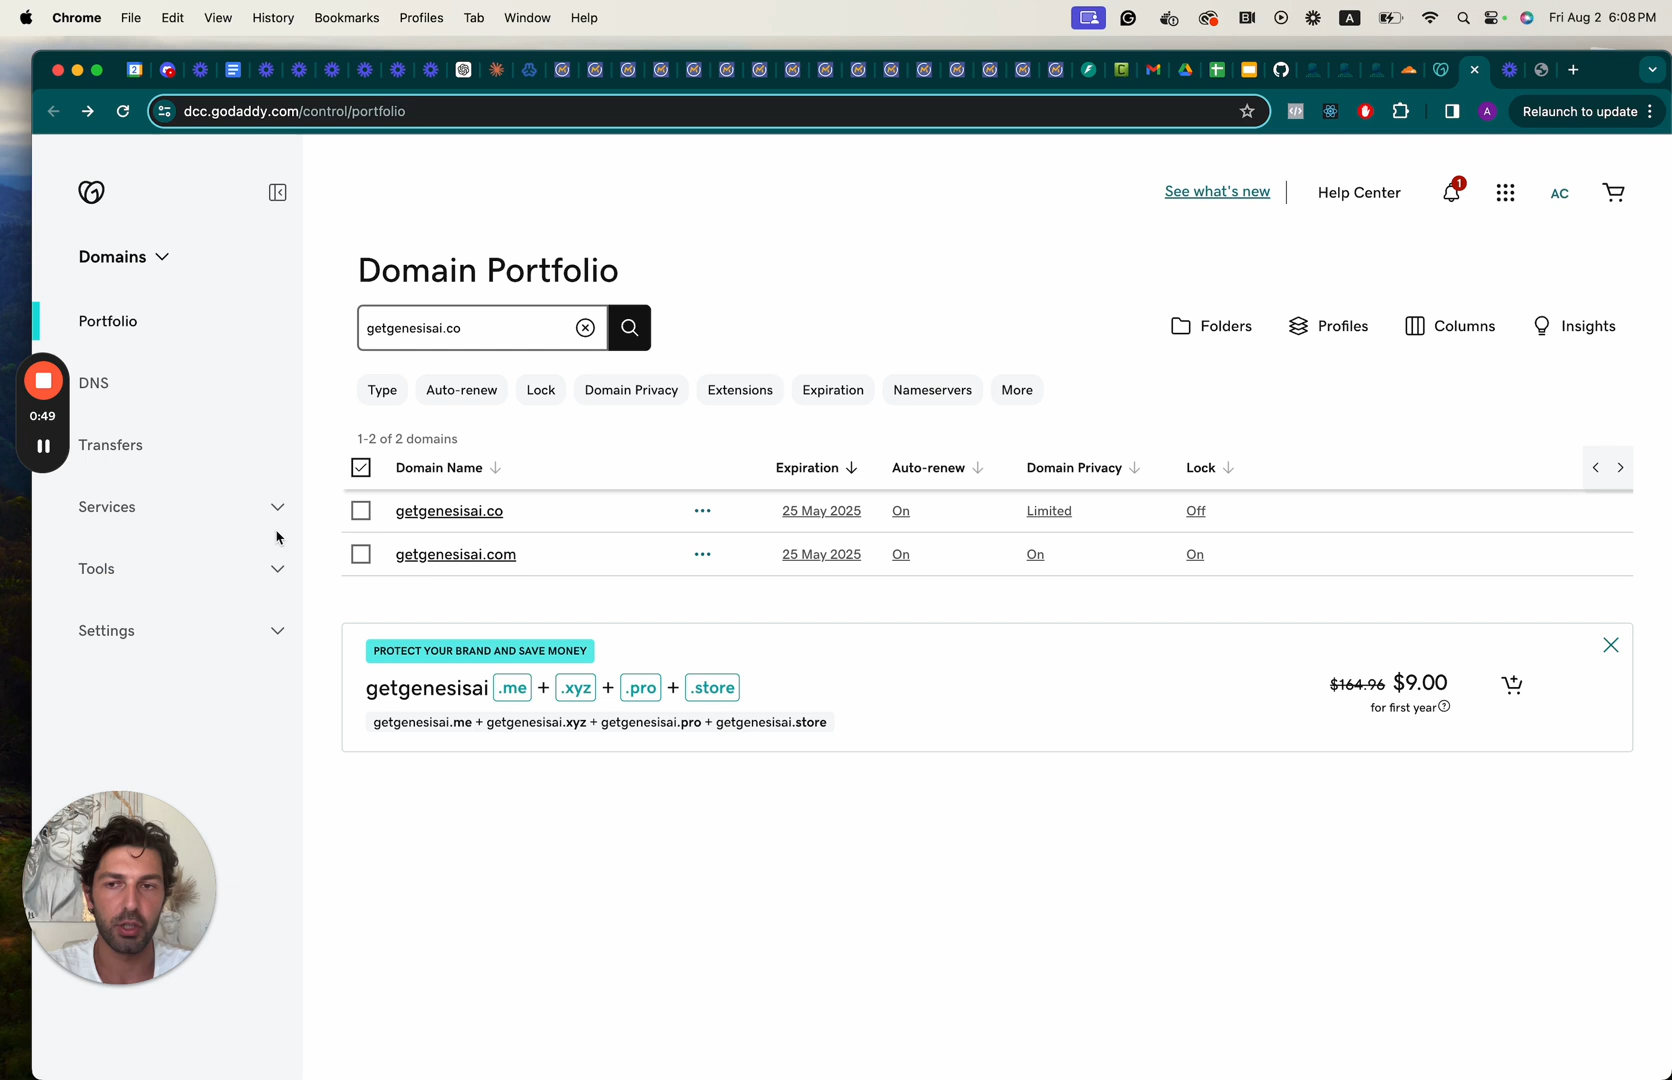 Chrome File Edit View History Bookmarks Profiles Tab Window Help A Fri Aug 2 6:08 PM
dcc.godaddy.com/control/portfolio A Relaunch to update
See what's new Help Center 1 AC
Domains
Domain Portfolio
Portfolio
getgenesisai.co
Folders Profiles Columns Insights
DNS
Type Auto-renew Lock Domain Privacy Extensions Expiration Nameservers More
0:49
Transfers
1-2 of 2 domains
Domain Name Expiration Auto-renew Domain Privacy Lock
Services
getgenesisai.co ... 25 May 2025 On Limited Off
getgenesisai.com ... 25 May 2025 On On On
Tools
Settings
PROTECT YOUR BRAND AND SAVE MONEY
getgenesisai .me + .xyz + .pro + .store
$164.96 $9.00
for first year
getgenesisai.me + getgenesisai.xyz + getgenesisai.pro + getgenesisai.store